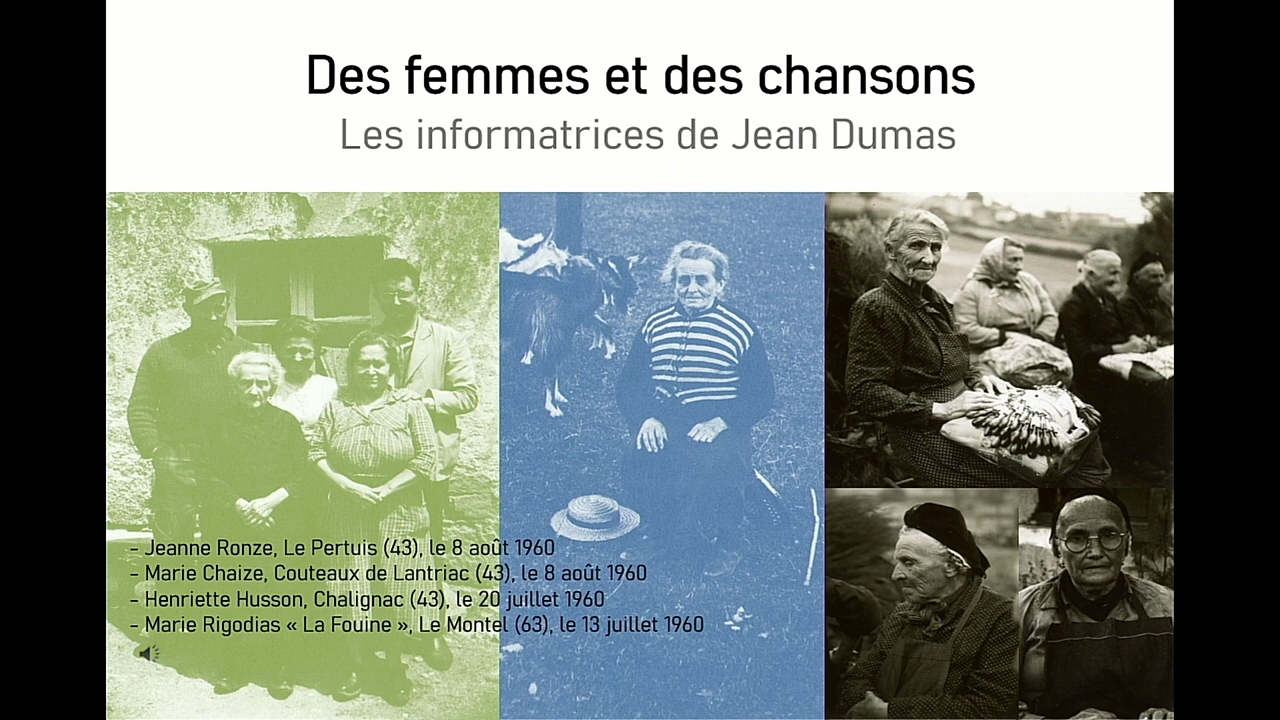 Des femmes et des chansons
Les informatrices de Jean Dumas
– Jeanne Ronze, Le Pertuis (43), le 8 août 1960
– Marie Chaize, Couteaux de Lantriac (43), le 8 août 1960
– Henriette Husson, Chalignac (43), le 20 juillet 1960
– Marie Rigodias « La Fouine », Le Montel (63), le 13 juillet 1960